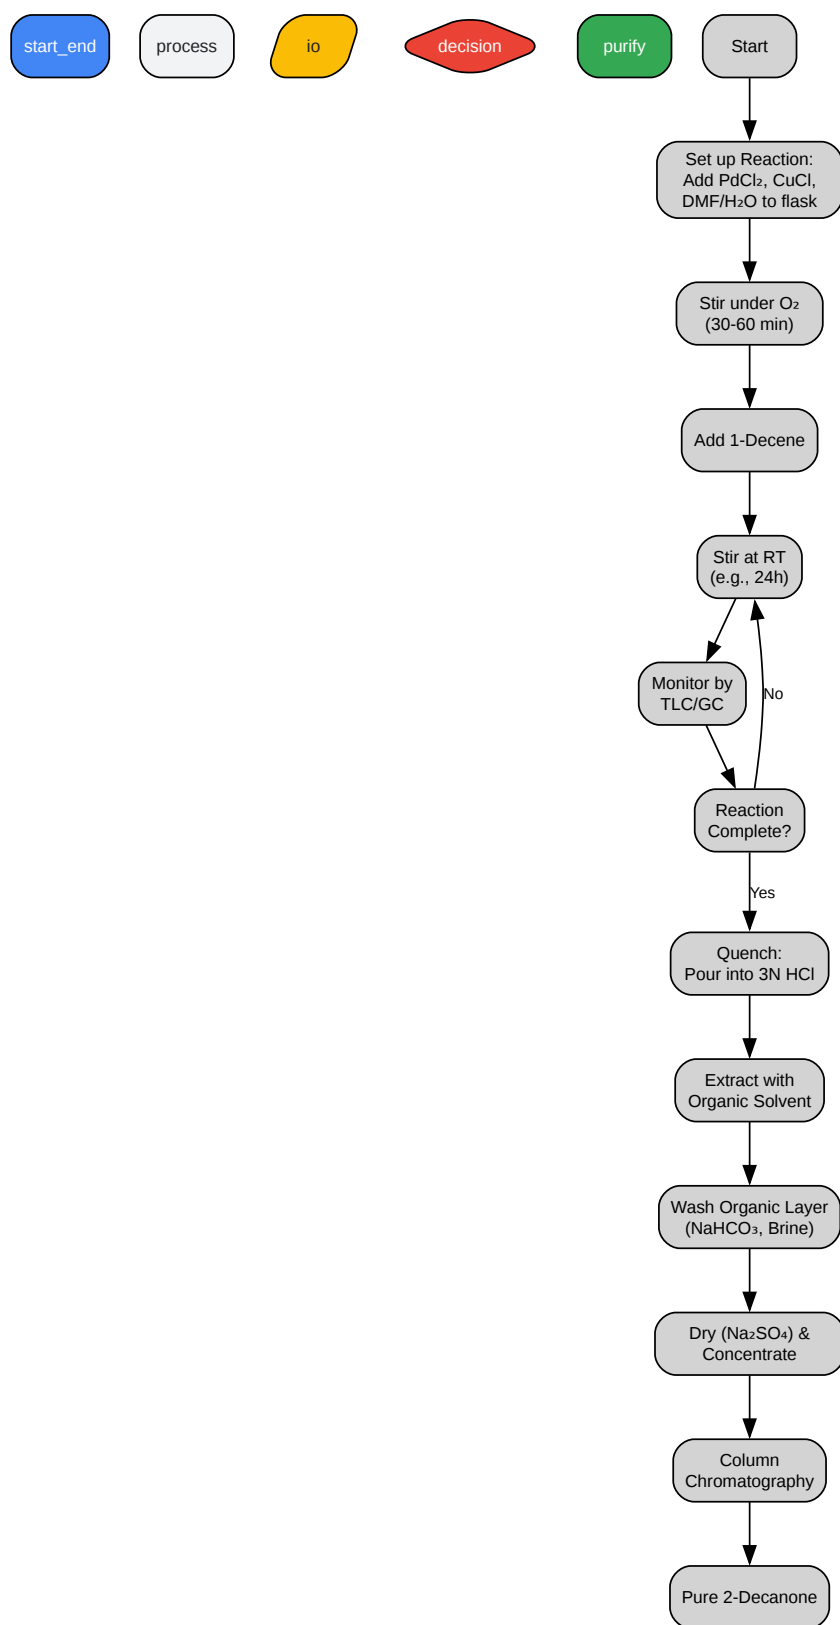 start_end
process
io
decision
purify
Start
Set up Reaction:
Add PdCl₂, CuCl,
DMF/H₂O to flask
Stir under O₂
(30-60 min)
Add 1-Decene
Stir at RT
(e.g., 24h)
Monitor by
TLC/GC
No
Reaction
Complete?
Yes
Quench:
Pour into 3N HCl
Extract with
Organic Solvent
Wash Organic Layer
(NaHCO₃, Brine)
Dry (Na₂SO₄) &
Concentrate
Column
Chromatography
Pure 2-Decanone